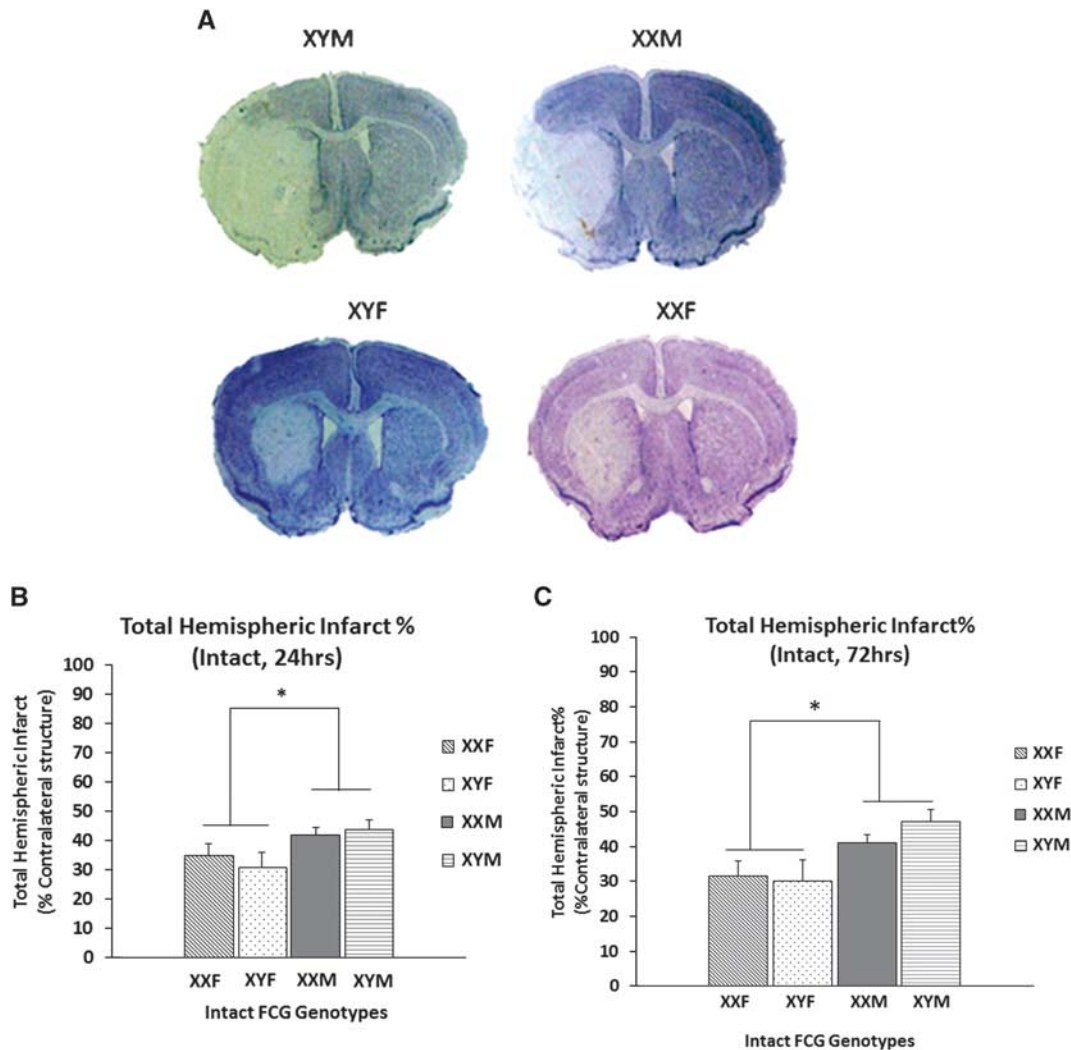 A
XYM
XXM
XYF
XXF
B
Total Hemispheric Infarct %
(Intact, 24hrs)
Total Hemispheric Infarct
(% Contralateral structure)
100
90
80
70
60
50
40
30
20
10
0
*
XXF
XYF
XXM
XYM
XXF
XYF
XXM
XYM
Intact FCG Genotypes
C
Total Hemispheric Infarct%
(Intact, 72hrs)
Total Hemispheric Infarct%
(%Contralateral structure)
100
90
80
70
60
50
40
30
20
10
0
*
XXF
XYF
XXM
XYM
XXF
XYF
XXM
XYM
Intact FCG Genotypes